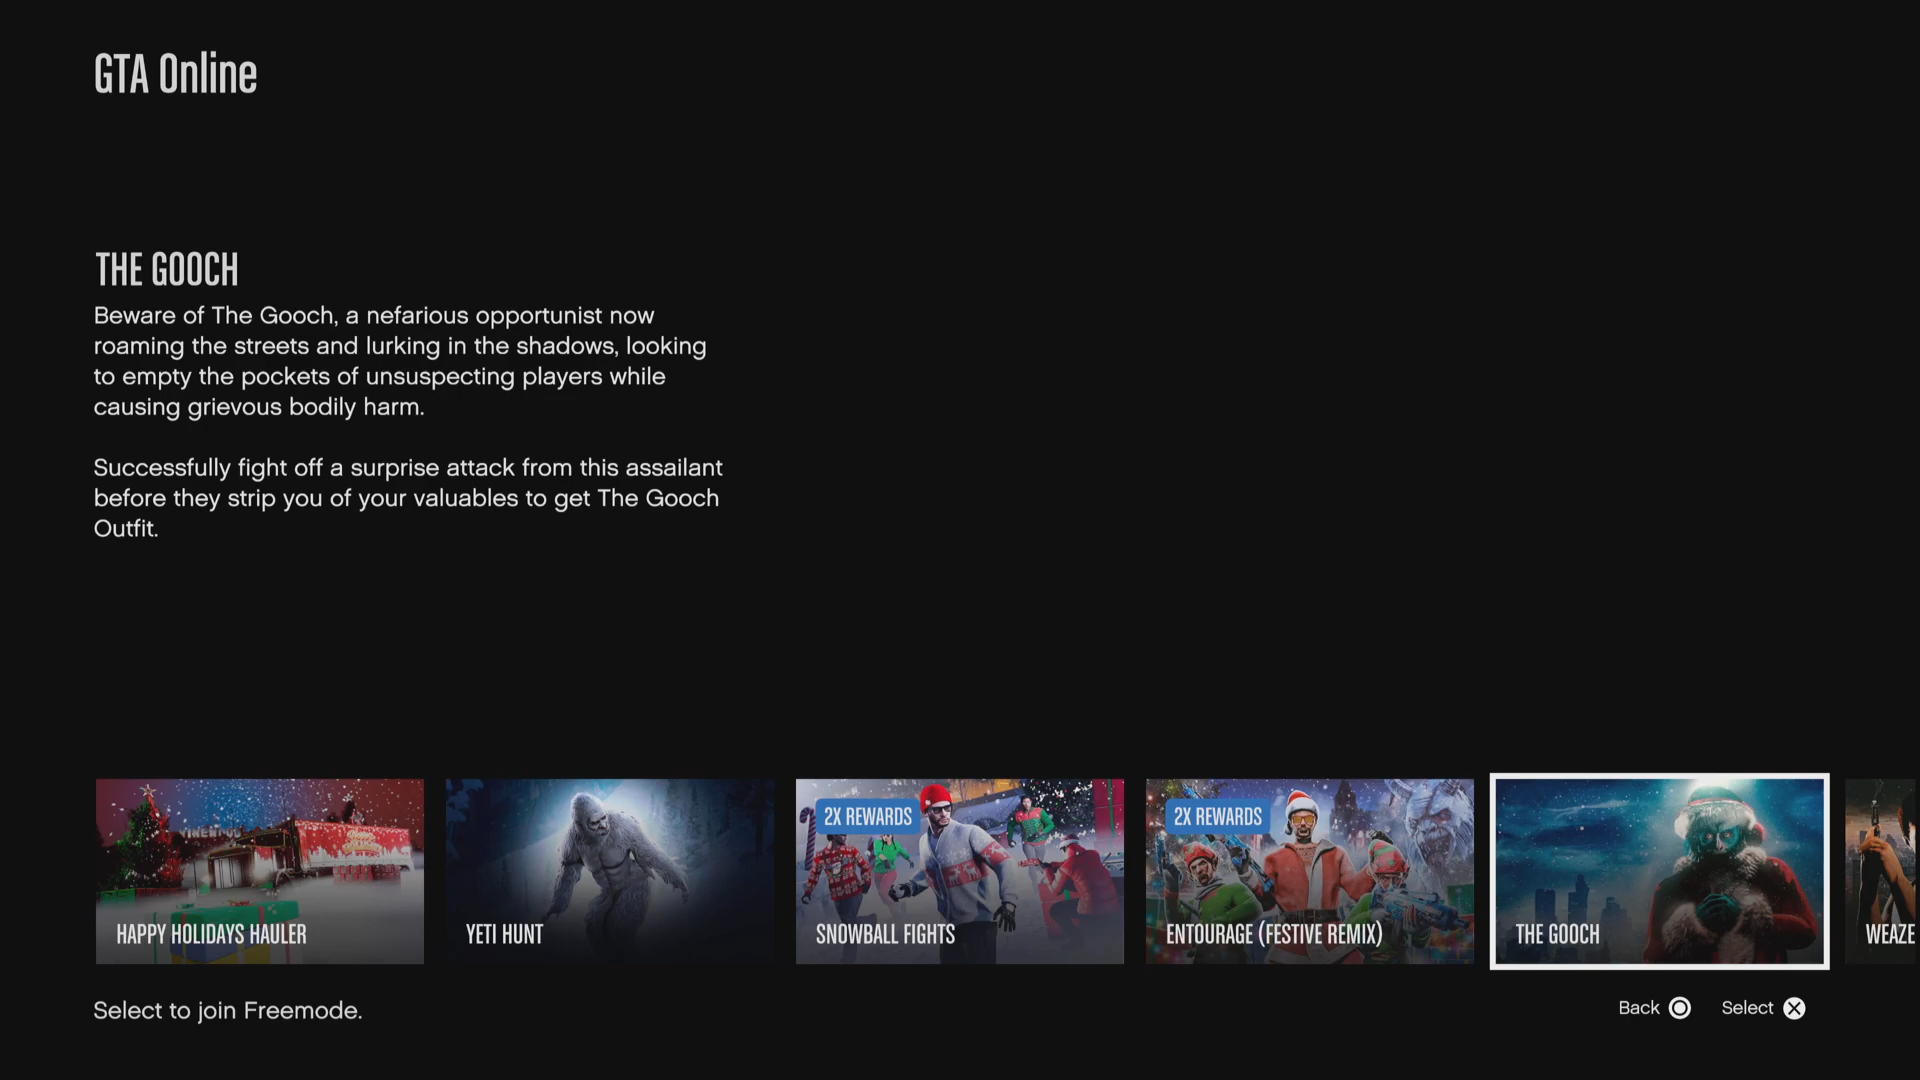 GTA Online
THE GOOCH
Beware of The Gooch, a nefarious opportunist now
roaming the streets and lurking in the shadows, looking
to empty the pockets of unsuspecting players while
causing grievous bodily harm.
Successfully fight off a surprise attack from this assailant
before they strip you of your valuables to get The Gooch
Outfit.
2X REWARDS
2X REWARDS
HAPPY HOLIDAYS HAULER
YETI HUNT
SNOWBALL FIGHTS
ENTOURAGE (FESTIVE REMIX)
THE GOOCH
WEAZE
Select to join Freemode.
Back
Select